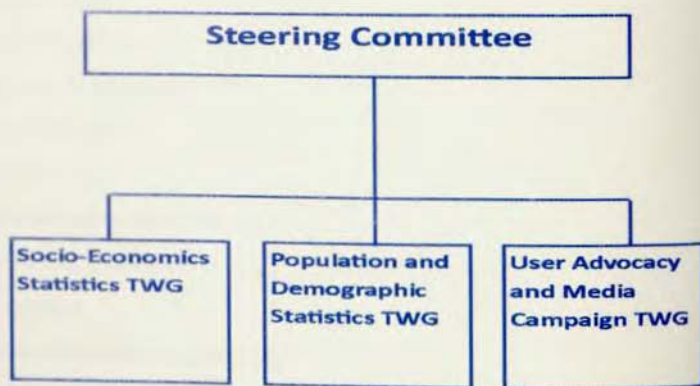 Steering Committee
Socio-Economics
Statistics TWG
Population and
Demographic
Statistics TWG
User Advocacy
and Media
Campaign TWG